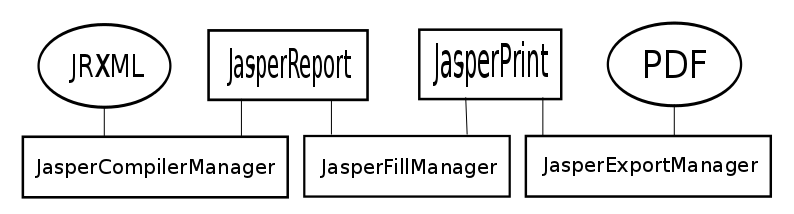 JRXML
JasperReport
JasperPrint
PDF
JasperCompilerManager
JasperFillManager
JasperExportManager